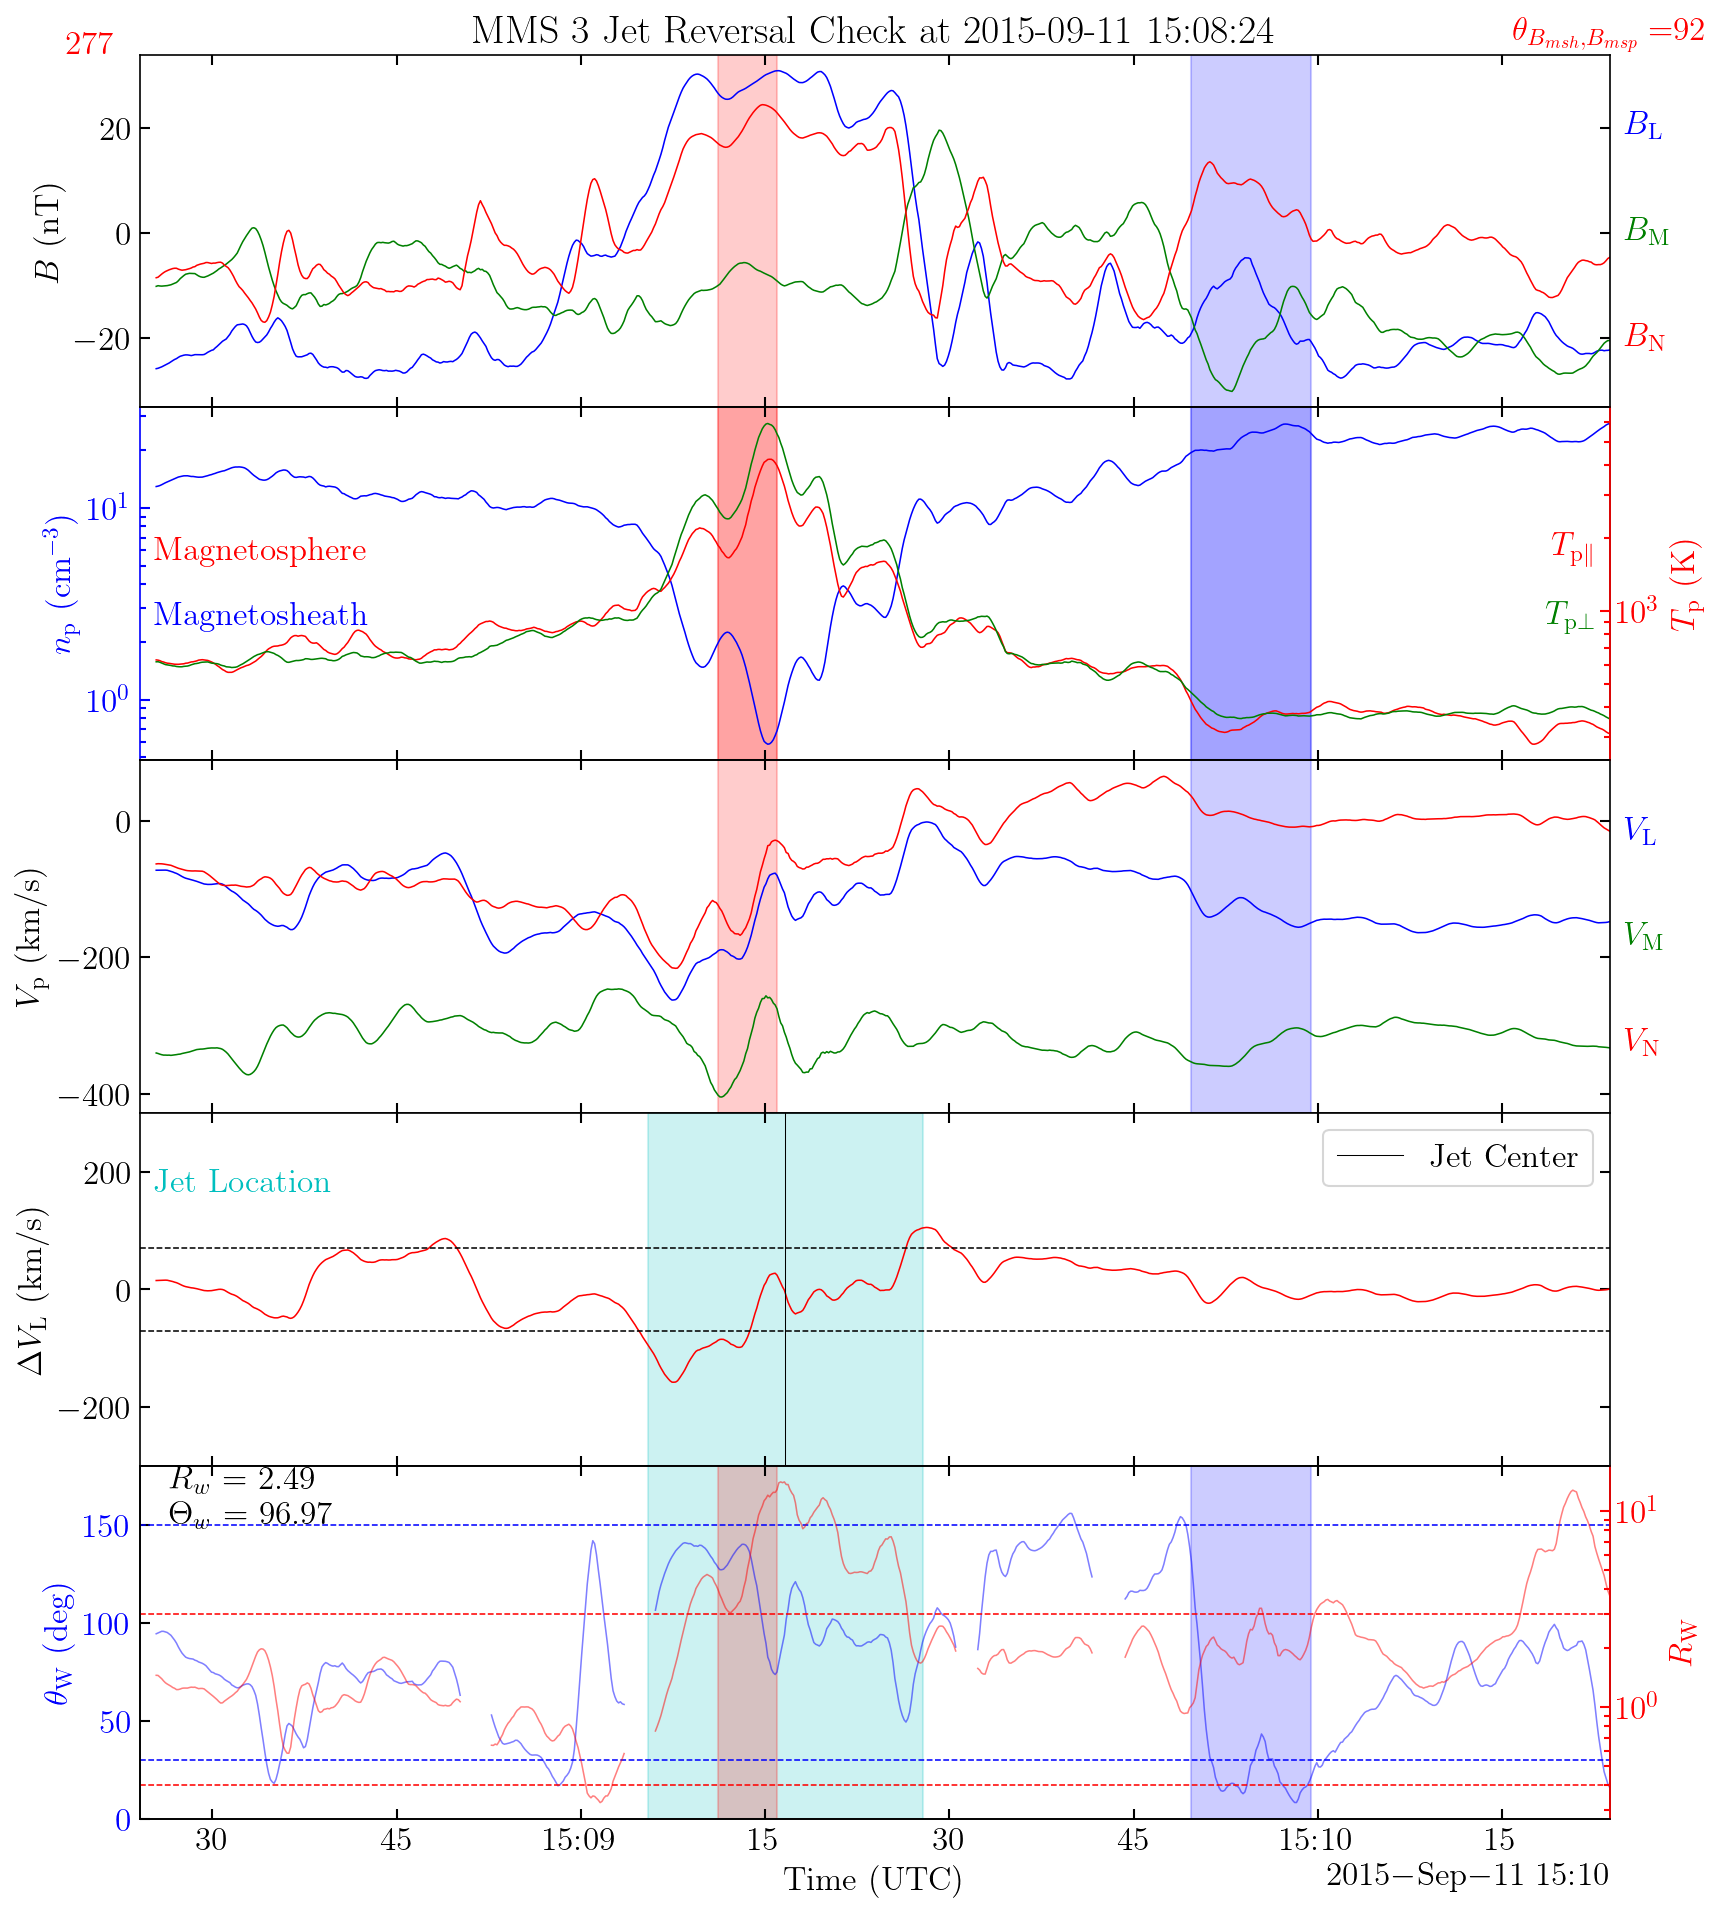 277
MMS 3 Jet Reversal Check at 2015-09-11 15:08:24
θ_{B_{msh},B_{msp}} =92
B (nT)
20
0
−20
B_L
B_M
B_N
n_p (cm^{−3})
10^1
10^0
Magnetosphere
Magnetosheath
T_{p∥}
T_{p⊥}
10^3
T_p (K)
V_p (km/s)
0
−200
−400
V_L
V_M
V_N
ΔV_L (km/s)
200
0
−200
Jet Location
Jet Center
R_w = 2.49
Θ_w = 96.97
θ_W (deg)
150
100
50
0
10^1
10^0
R_W
30 45 15:09 15 30 45 15:10 15
Time (UTC)
2015−Sep−11 15:10